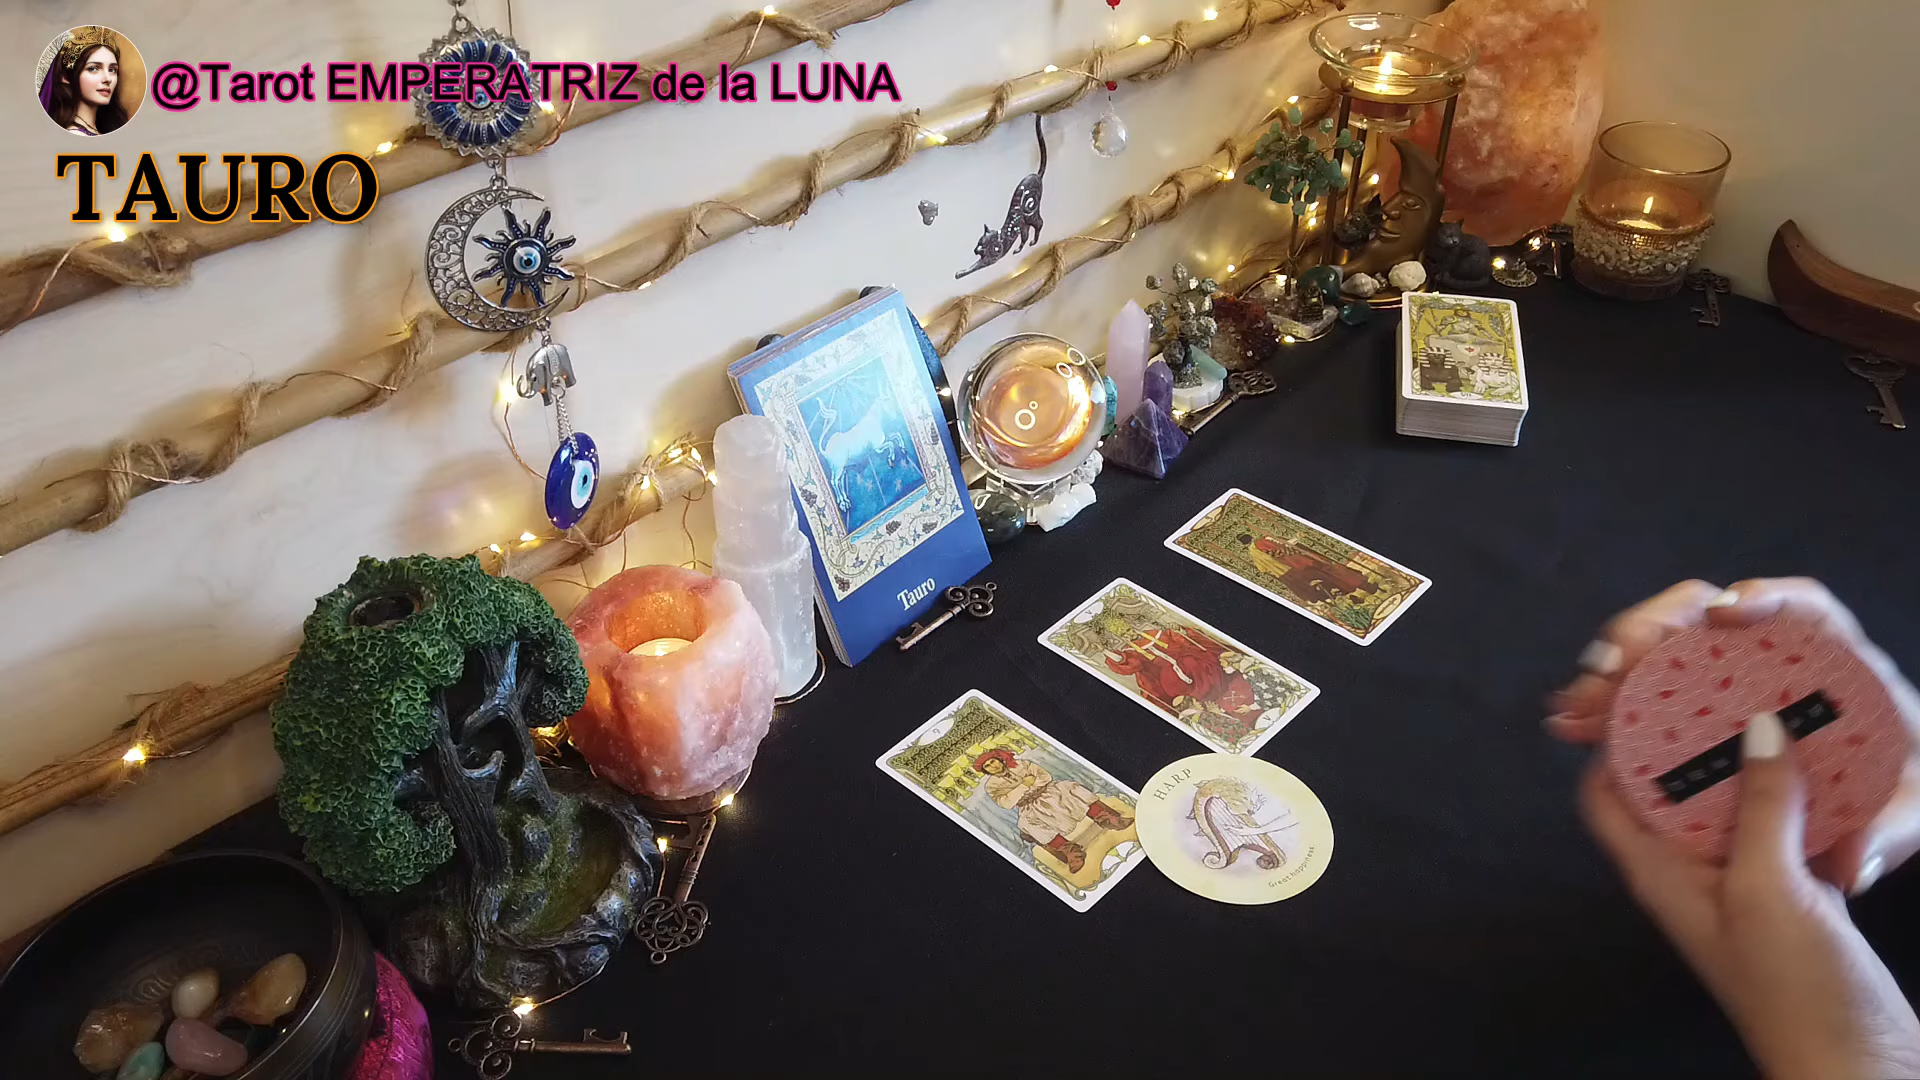 @Tarot EMPERATRIZ de la LUNA
TAURO
Tauro
HARP
Great happiness